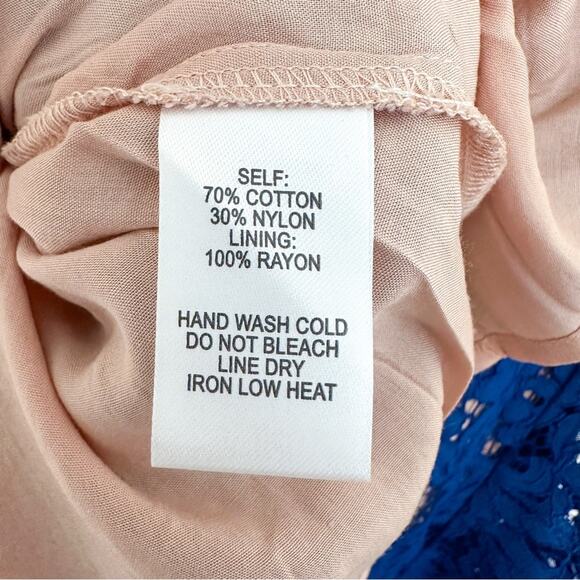 SELF:
70% COTTON
30% NYLON
LINING:
100% RAYON
HAND WASH COLD
DO NOT BLEACH
LINE DRY
IRON LOW HEAT